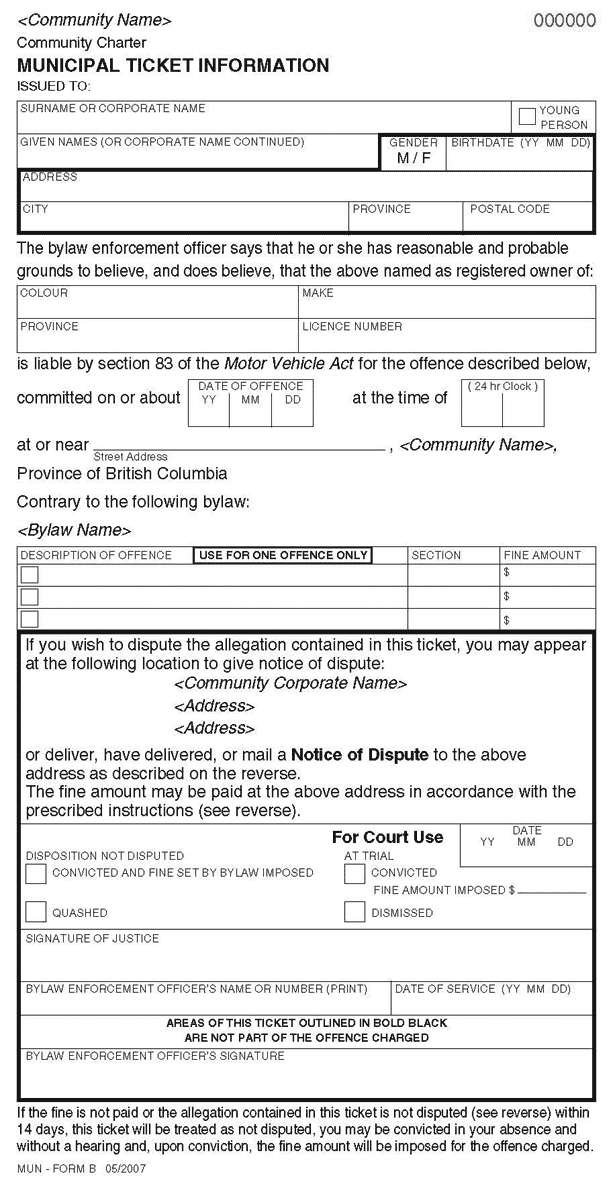 <Community Name> 000000
Community Charter
MUNICIPAL TICKET INFORMATION
ISSUED TO:
SURNAME OR CORPORATE NAME
YOUNG
PERSON
GIVEN NAMES (OR CORPORATE NAME CONTINUED) GENDER BIRTHDATE (YY MM DD)
M / F
ADDRESS
CITY PROVINCE POSTAL CODE
The bylaw enforcement officer says that he or she has reasonable and probable
grounds to believe, and does believe, that the above named as registered owner of:
COLOUR MAKE
PROVINCE LICENCE NUMBER
is liable by section 83 of the Motor Vehicle Act for the offence described below,
DATE OF OFFENCE ( 24 hr Clock )
committed on or about YY MM DD at the time of
at or near , <Community Name>,
Street Address
Province of British Columbia
Contrary to the following bylaw:
<Bylaw Name>
DESCRIPTION OF OFFENCE USE FOR ONE OFFENCE ONLY SECTION FINE AMOUNT
$
$
$
If you wish to dispute the allegation contained in this ticket, you may appear
at the following location to give notice of dispute:
<Community Corporate Name>
<Address>
<Address>
or deliver, have delivered, or mail a Notice of Dispute to the above
address as described on the reverse.
The fine amount may be paid at the above address in accordance with the
prescribed instructions (see reverse).
For Court Use DATE
YY MM DD
DISPOSITION NOT DISPUTED AT TRIAL
CONVICTED AND FINE SET BY BYLAW IMPOSED CONVICTED
FINE AMOUNT IMPOSED $
QUASHED DISMISSED
SIGNATURE OF JUSTICE
BYLAW ENFORCEMENT OFFICER'S NAME OR NUMBER (PRINT) DATE OF SERVICE (YY MM DD)
AREAS OF THIS TICKET OUTLINED IN BOLD BLACK
ARE NOT PART OF THE OFFENCE CHARGED
BYLAW ENFORCEMENT OFFICER'S SIGNATURE
If the fine is not paid or the allegation contained in this ticket is not disputed (see reverse) within
14 days, this ticket will be treated as not disputed, you may be convicted in your absence and
without a hearing and, upon conviction, the fine amount will be imposed for the offence charged.
MUN - FORM B 05/2007